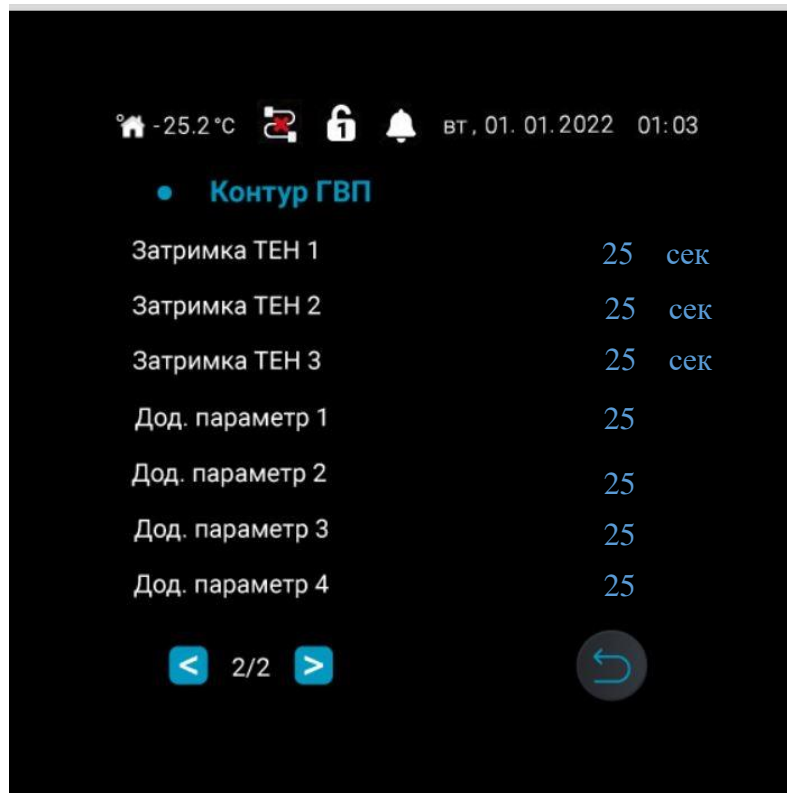 -25.2°C 1 вт, 01. 01.2022 01:03
Контур ГВП
Затримка ТЕН 1 25 сек
Затримка ТЕН 2 25 сек
Затримка ТЕН 3 25 сек
Дод. параметр 1 25
Дод. параметр 2 25
Дод. параметр 3 25
Дод. параметр 4 25
< 2/2 >